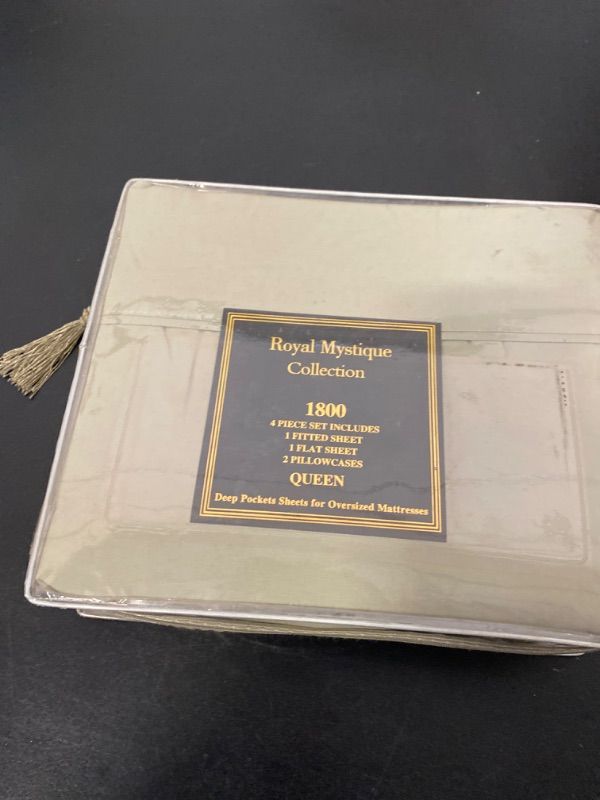 Royal Mystique
Collection
1800
4 PIECE SET INCLUDES
1 FITTED SHEET
1 FLAT SHEET
2 PILLOWCASES
QUEEN
Deep Pockets Sheets for Oversized Mattresses